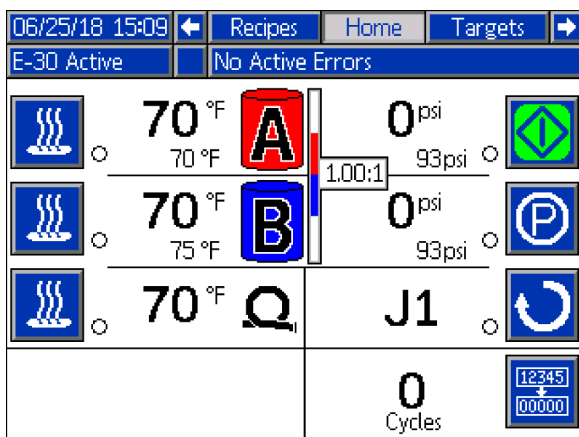 06/25/18 15:09 Recipes Home Targets
E-30 Active No Active Errors
70 °F A 0 psi
70 °F 93psi
1.00:1
70 °F B 0 psi P
75 °F 93psi
70 °F J1
12345
0 00000
Cycles